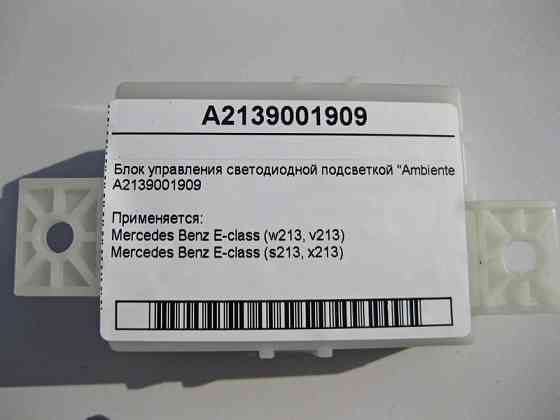 A2139001909
Блок управления светодиодной подсветкой "Ambiente
A2139001909
Применяется:
Mercedes Benz E-class (w213, v213)
Mercedes Benz E-class (s213, x213)